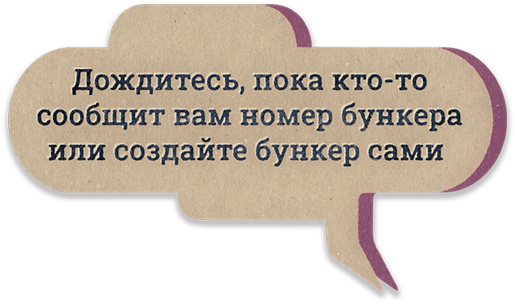 Дождитесь, пока кто-то
сообщит вам номер бункера
или создайте бункер сами